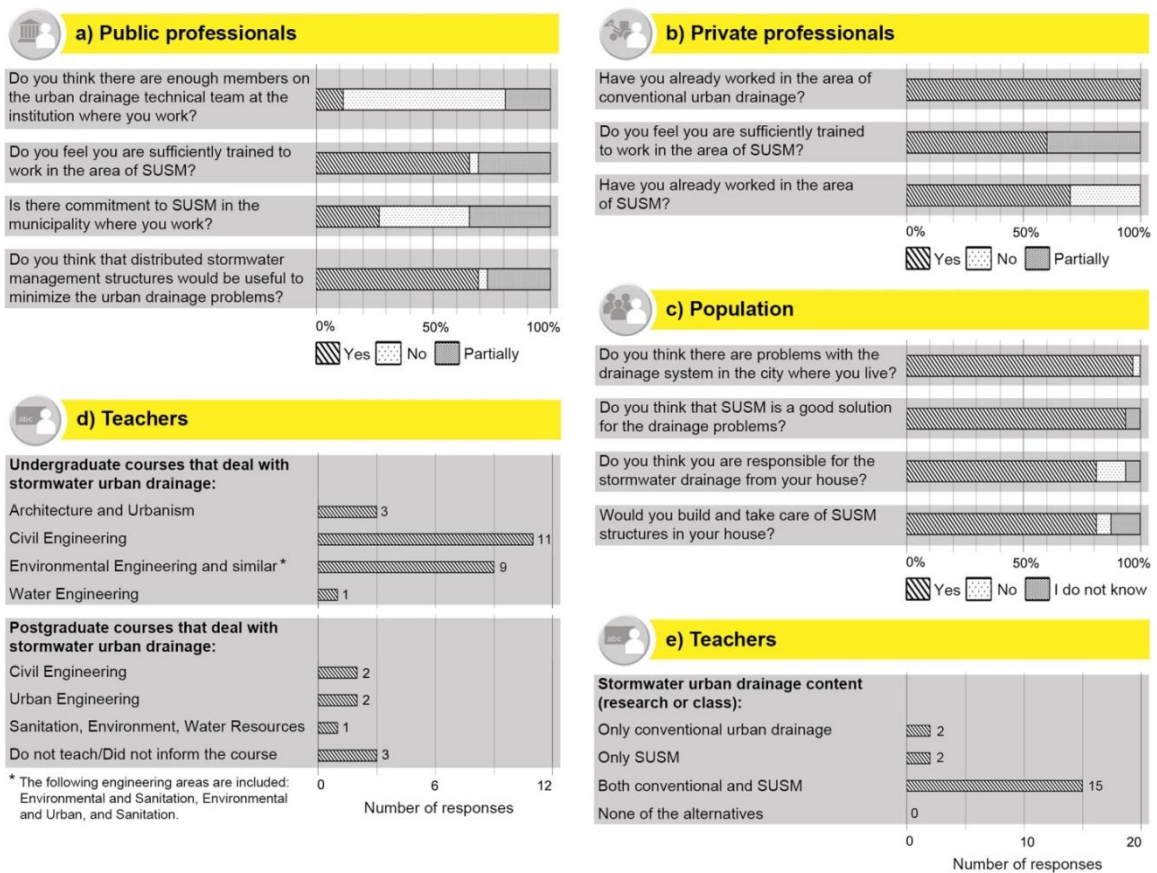 a) Public professionals
Do you think there are enough members on
the urban drainage technical team at the
institution where you work?
Do you feel you are sufficiently trained to
work in the area of SUSM?
Is there commitment to SUSM in the
municipality where you work?
Do you think that distributed stormwater
management structures would be useful to
minimize the urban drainage problems?
0% 50% 100%
Yes No Partially
b) Private professionals
Have you already worked in the area of
conventional urban drainage?
Do you feel you are sufficiently trained
to work in the area of SUSM?
Have you already worked in the area
of SUSM?
0% 50% 100%
Yes No Partially
c) Population
Do you think there are problems with the
drainage system in the city where you live?
Do you think that SUSM is a good solution
for the drainage problems?
Do you think you are responsible for the
stormwater drainage from your house?
Would you build and take care of SUSM
structures in your house?
0% 50% 100%
Yes No I do not know
abc
d) Teachers
Undergraduate courses that deal with
stormwater urban drainage:
Architecture and Urbanism 3
Civil Engineering 11
Environmental Engineering and similar* 9
Water Engineering 1
Postgraduate courses that deal with
stormwater urban drainage:
Civil Engineering 2
Urban Engineering 2
Sanitation, Environment, Water Resources 1
Do not teach/Did not inform the course 3
* The following engineering areas are included:
Environmental and Sanitation, Environmental
and Urban, and Sanitation.
0 6 12
Number of responses
abc
e) Teachers
Stormwater urban drainage content
(research or class):
Only conventional urban drainage 2
Only SUSM 2
Both conventional and SUSM 15
None of the alternatives 0
0 10 20
Number of responses